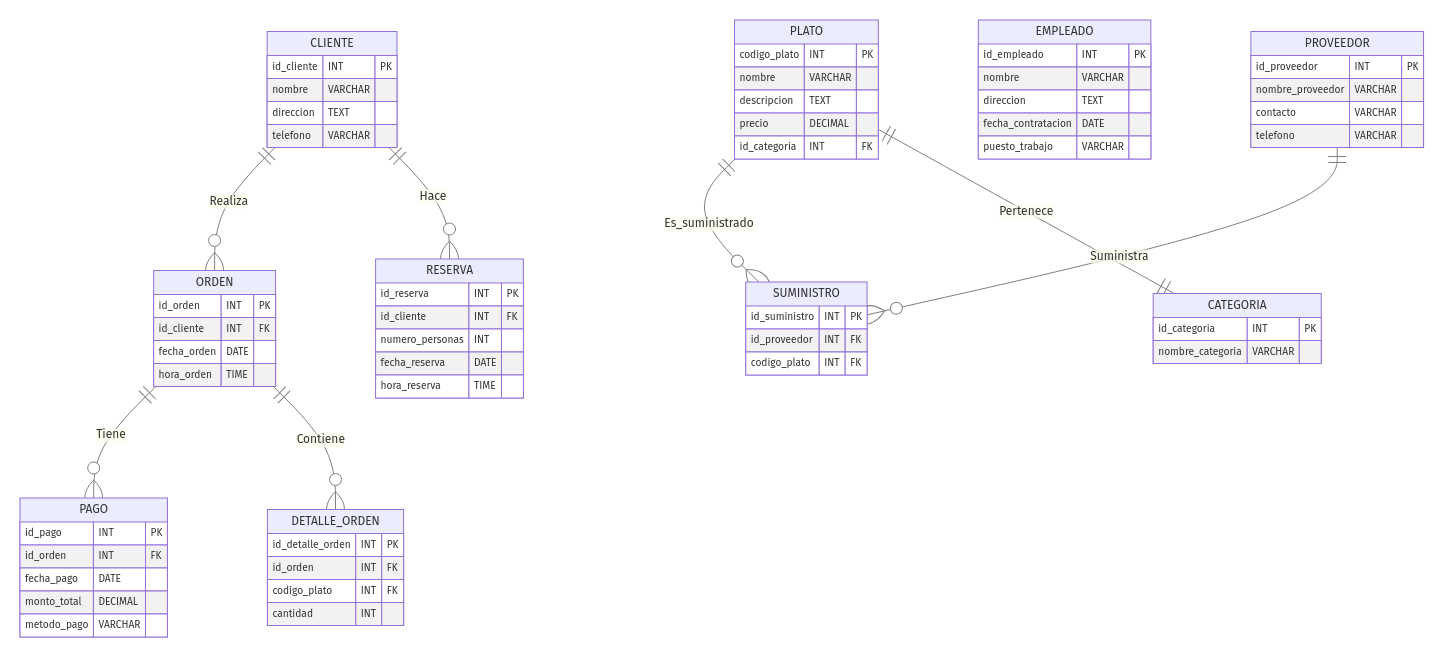 CLIENTE
id_cliente INT PK
nombre VARCHAR
direccion TEXT
telefono VARCHAR
PLATO
codigo_plato INT PK
nombre VARCHAR
descripcion TEXT
precio DECIMAL
id_categoria INT FK
EMPLEADO
id_empleado INT PK
nombre VARCHAR
direccion TEXT
fecha_contratacion DATE
puesto_trabajo VARCHAR
PROVEEDOR
id_proveedor INT PK
nombre_proveedor VARCHAR
contacto VARCHAR
telefono VARCHAR
Realiza
Hace
Es_suministrado
Pertenece
Suministra
ORDEN
id_orden INT PK
id_cliente INT FK
fecha_orden DATE
hora_orden TIME
RESERVA
id_reserva INT PK
id_cliente INT FK
numero_personas INT
fecha_reserva DATE
hora_reserva TIME
SUMINISTRO
id_suministro INT PK
id_proveedor INT FK
codigo_plato INT FK
CATEGORIA
id_categoria INT PK
nombre_categoria VARCHAR
Tiene
Contiene
PAGO
id_pago INT PK
id_orden INT FK
fecha_pago DATE
monto_total DECIMAL
metodo_pago VARCHAR
DETALLE_ORDEN
id_detalle_orden INT PK
id_orden INT FK
codigo_plato INT FK
cantidad INT